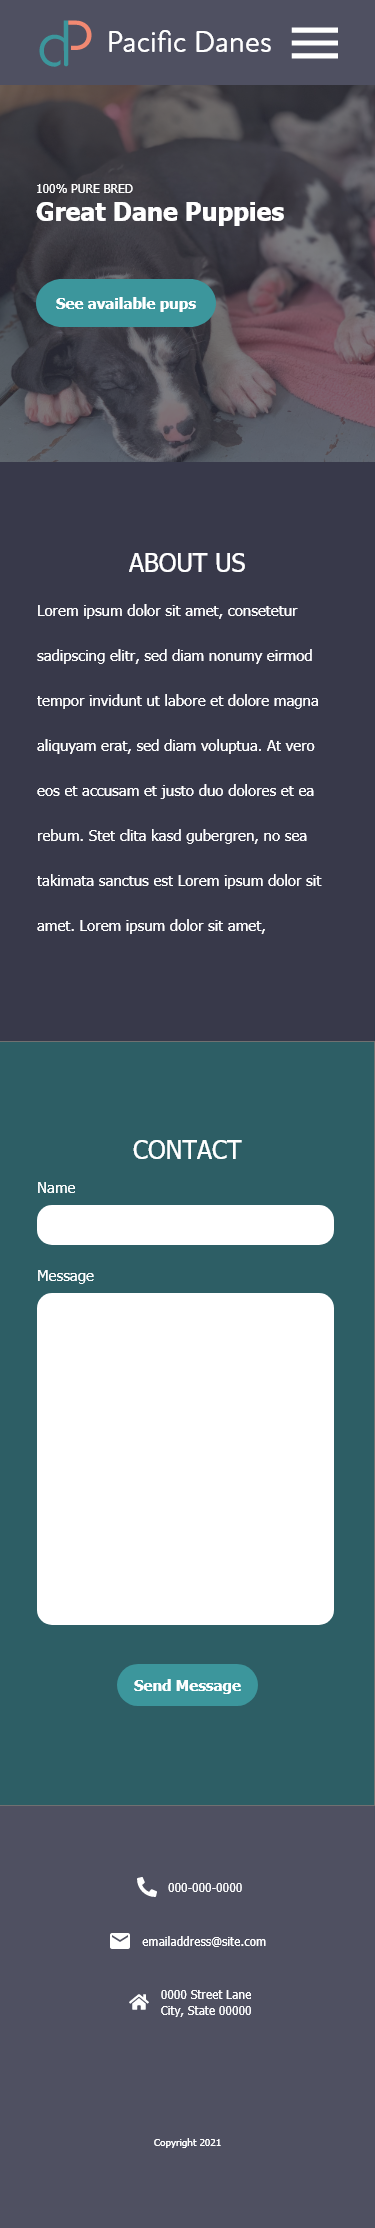 dP Pacific Danes
100% PURE BRED
Great Dane Puppies
See available pups
ABOUT US
Lorem ipsum dolor sit amet, consetetur
sadipscing elitr, sed diam nonumy eirmod
tempor invidunt ut labore et dolore magna
aliquyam erat, sed diam voluptua. At vero
eos et accusam et justo duo dolores et ea
rebum. Stet clita kasd gubergren, no sea
takimata sanctus est Lorem ipsum dolor sit
amet. Lorem ipsum dolor sit amet,
CONTACT
Name
Message
Send Message
000-000-0000
emailaddress@site.com
0000 Street Lane
City, State 00000
Copyright 2021